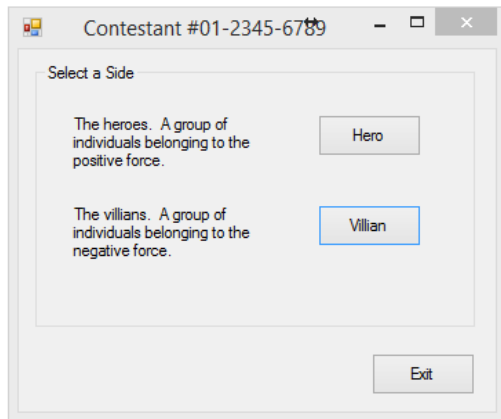 Contestant #01-2345-6789
Select a Side
The heroes.  A group of
individuals belonging to the
positive force.
Hero
The villians.  A group of
individuals belonging to the
negative force.
Villian
Exit